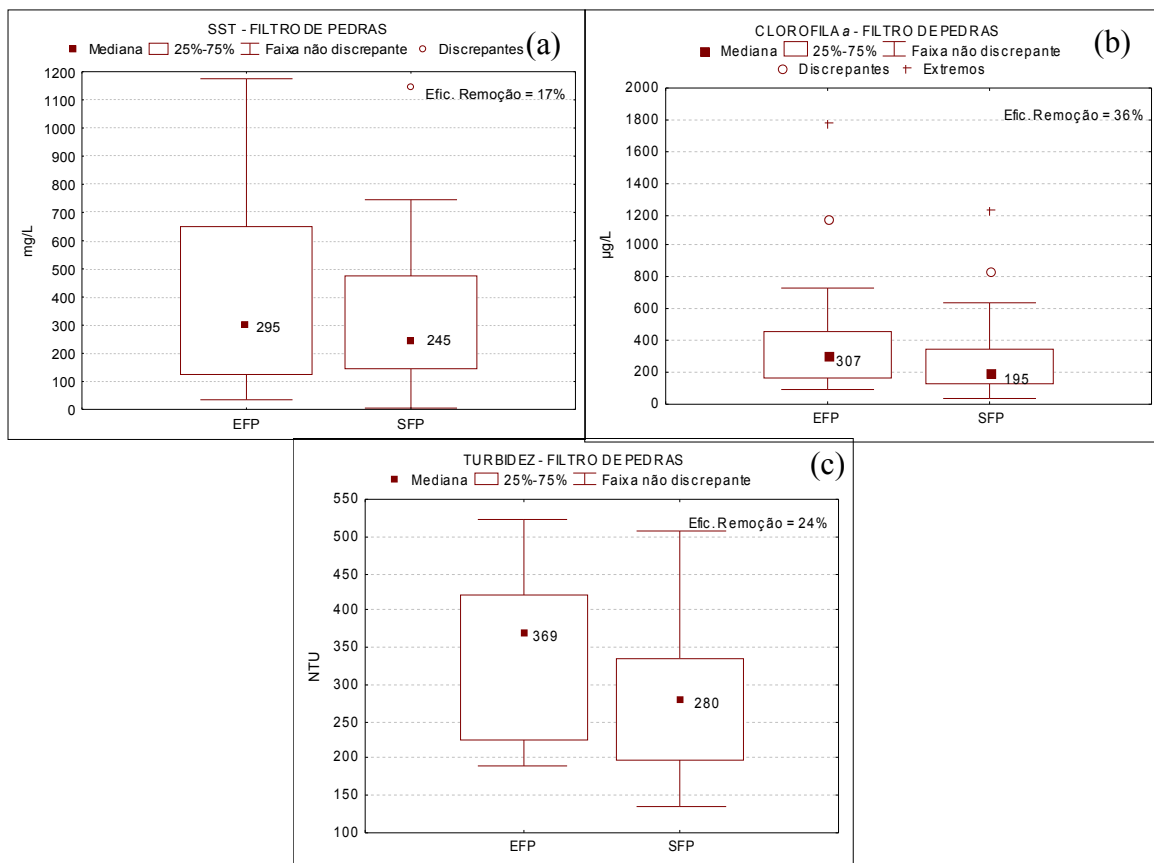 SST - FILTRO DE PEDRAS
(a)
Mediana 25%-75% Faixa não discrepante Discrepantes
Efic. Remoção = 17%
1200
1100
1000
900
800
700
600
500
400
300
200
100
0
mg/L
295
245
EFP SFP
CLOROFILA a - FILTRO DE PEDRAS
(b)
Mediana 25%-75% Faixa não discrepante
Discrepantes Extremos
Efic. Remoção = 36%
2000
1800
1600
1400
1200
1000
800
600
400
200
0
µg/L
307
195
EFP SFP
TURBIDEZ - FILTRO DE PEDRAS
(c)
Mediana 25%-75% Faixa não discrepante
Efic. Remoção = 24%
550
500
450
400
350
300
250
200
150
100
NTU
369
280
EFP SFP